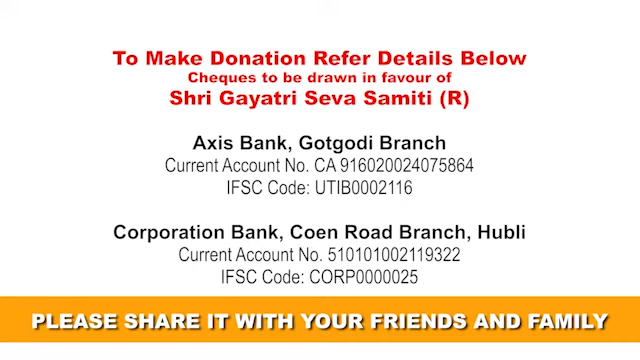 To Make Donation Refer Details Below
Cheques to be drawn in favour of
Shri Gayatri Seva Samiti (R)
Axis Bank, Gotgodi Branch
Current Account No. CA 916020024075864
IFSC Code: UTIB0002116
Corporation Bank, Coen Road Branch, Hubli
Current Account No. 510101002119322
IFSC Code: CORP0000025
PLEASE SHARE IT WITH YOUR FRIENDS AND FAMILY